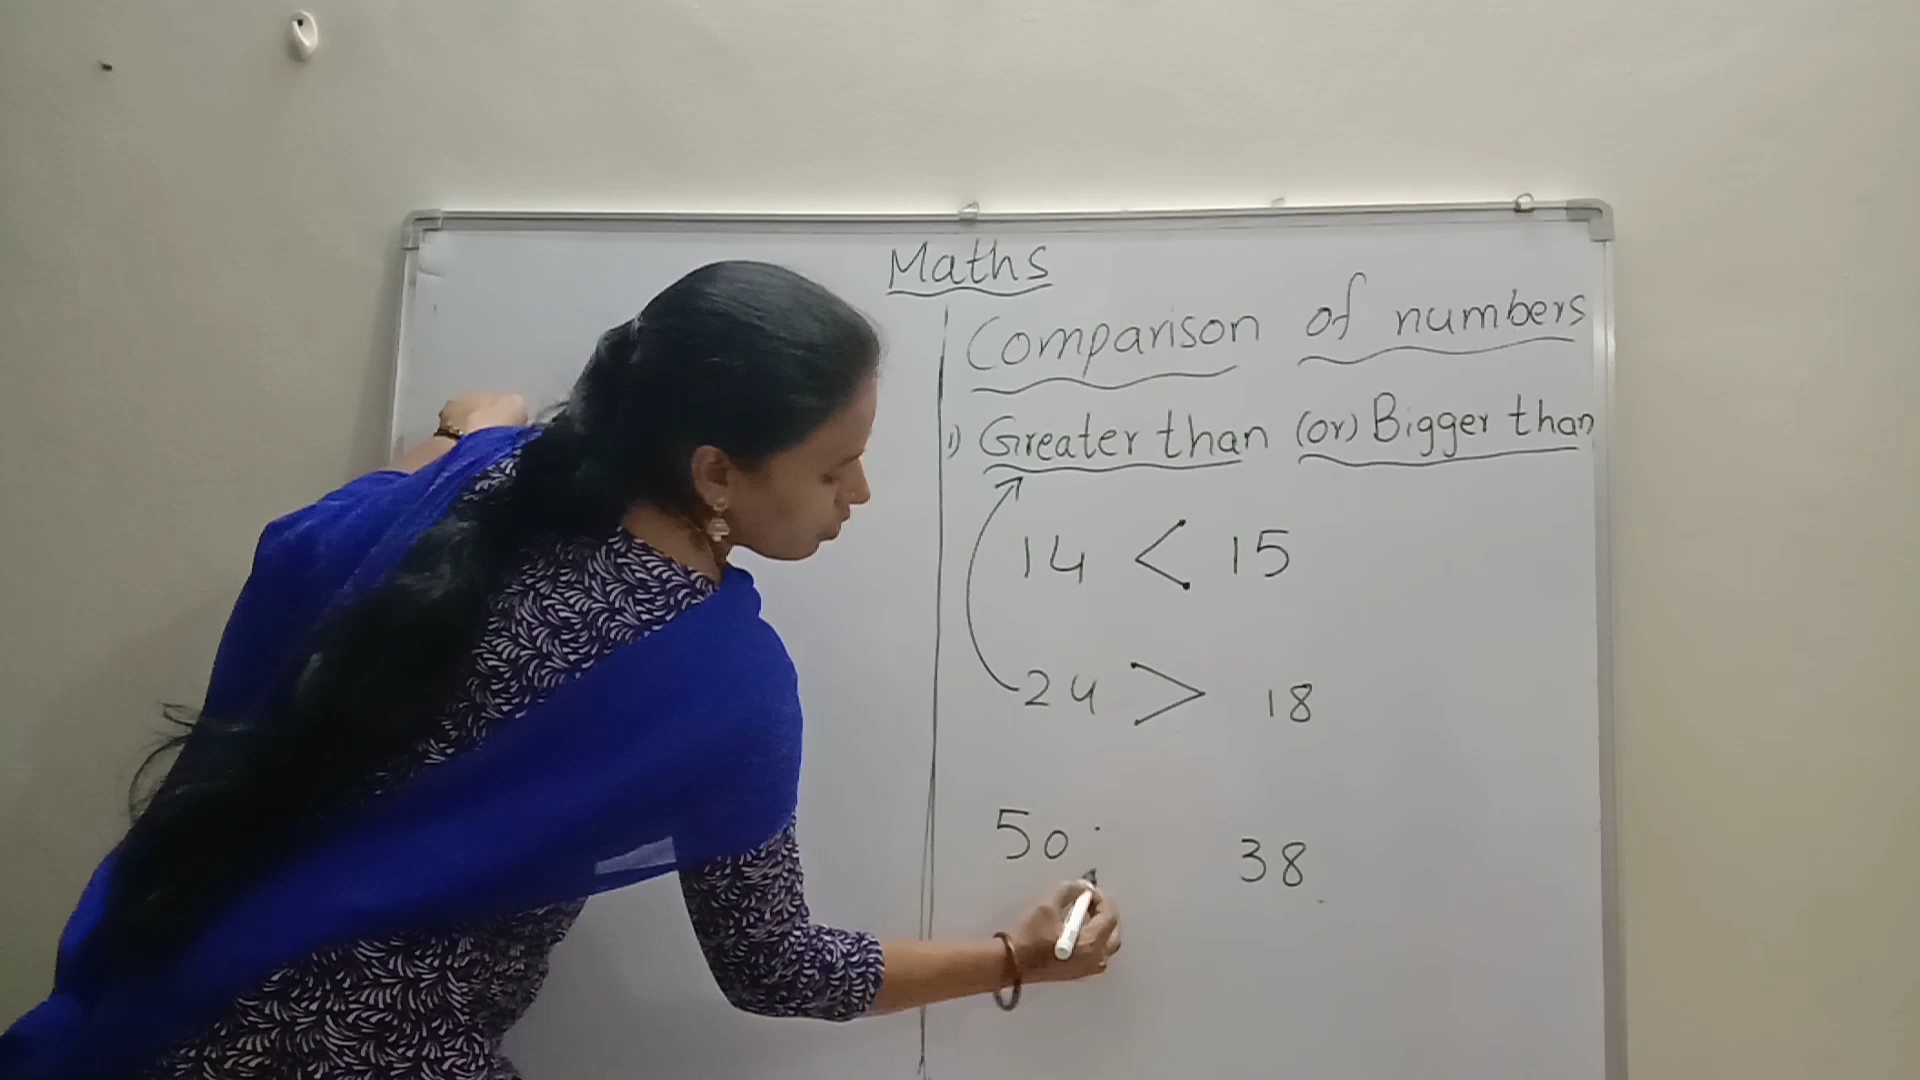 Maths
Comparison of numbers
1) Greater than (or) Bigger than
14 < 15
24 > 18
50 38